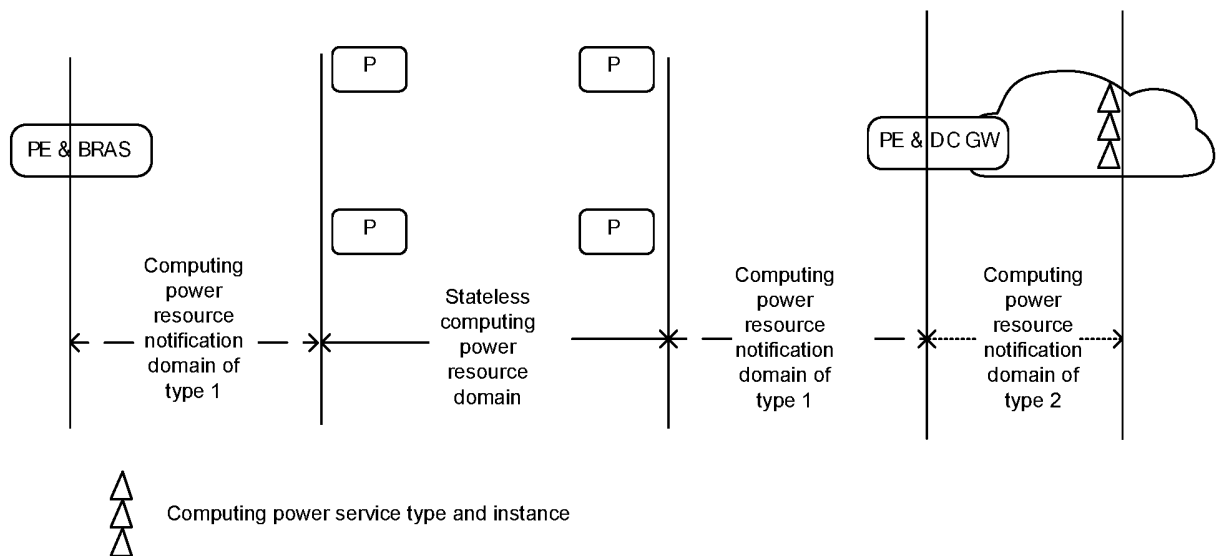 P
P
PE & BRAS
PE & DC GW
P
P
Computing
power
resource
notification
domain of
type 1
Stateless
computing
power
resource
domain
Computing
power
resource
notification
domain of
type 1
Computing
power
resource
notification
domain of
type 2
Computing power service type and instance